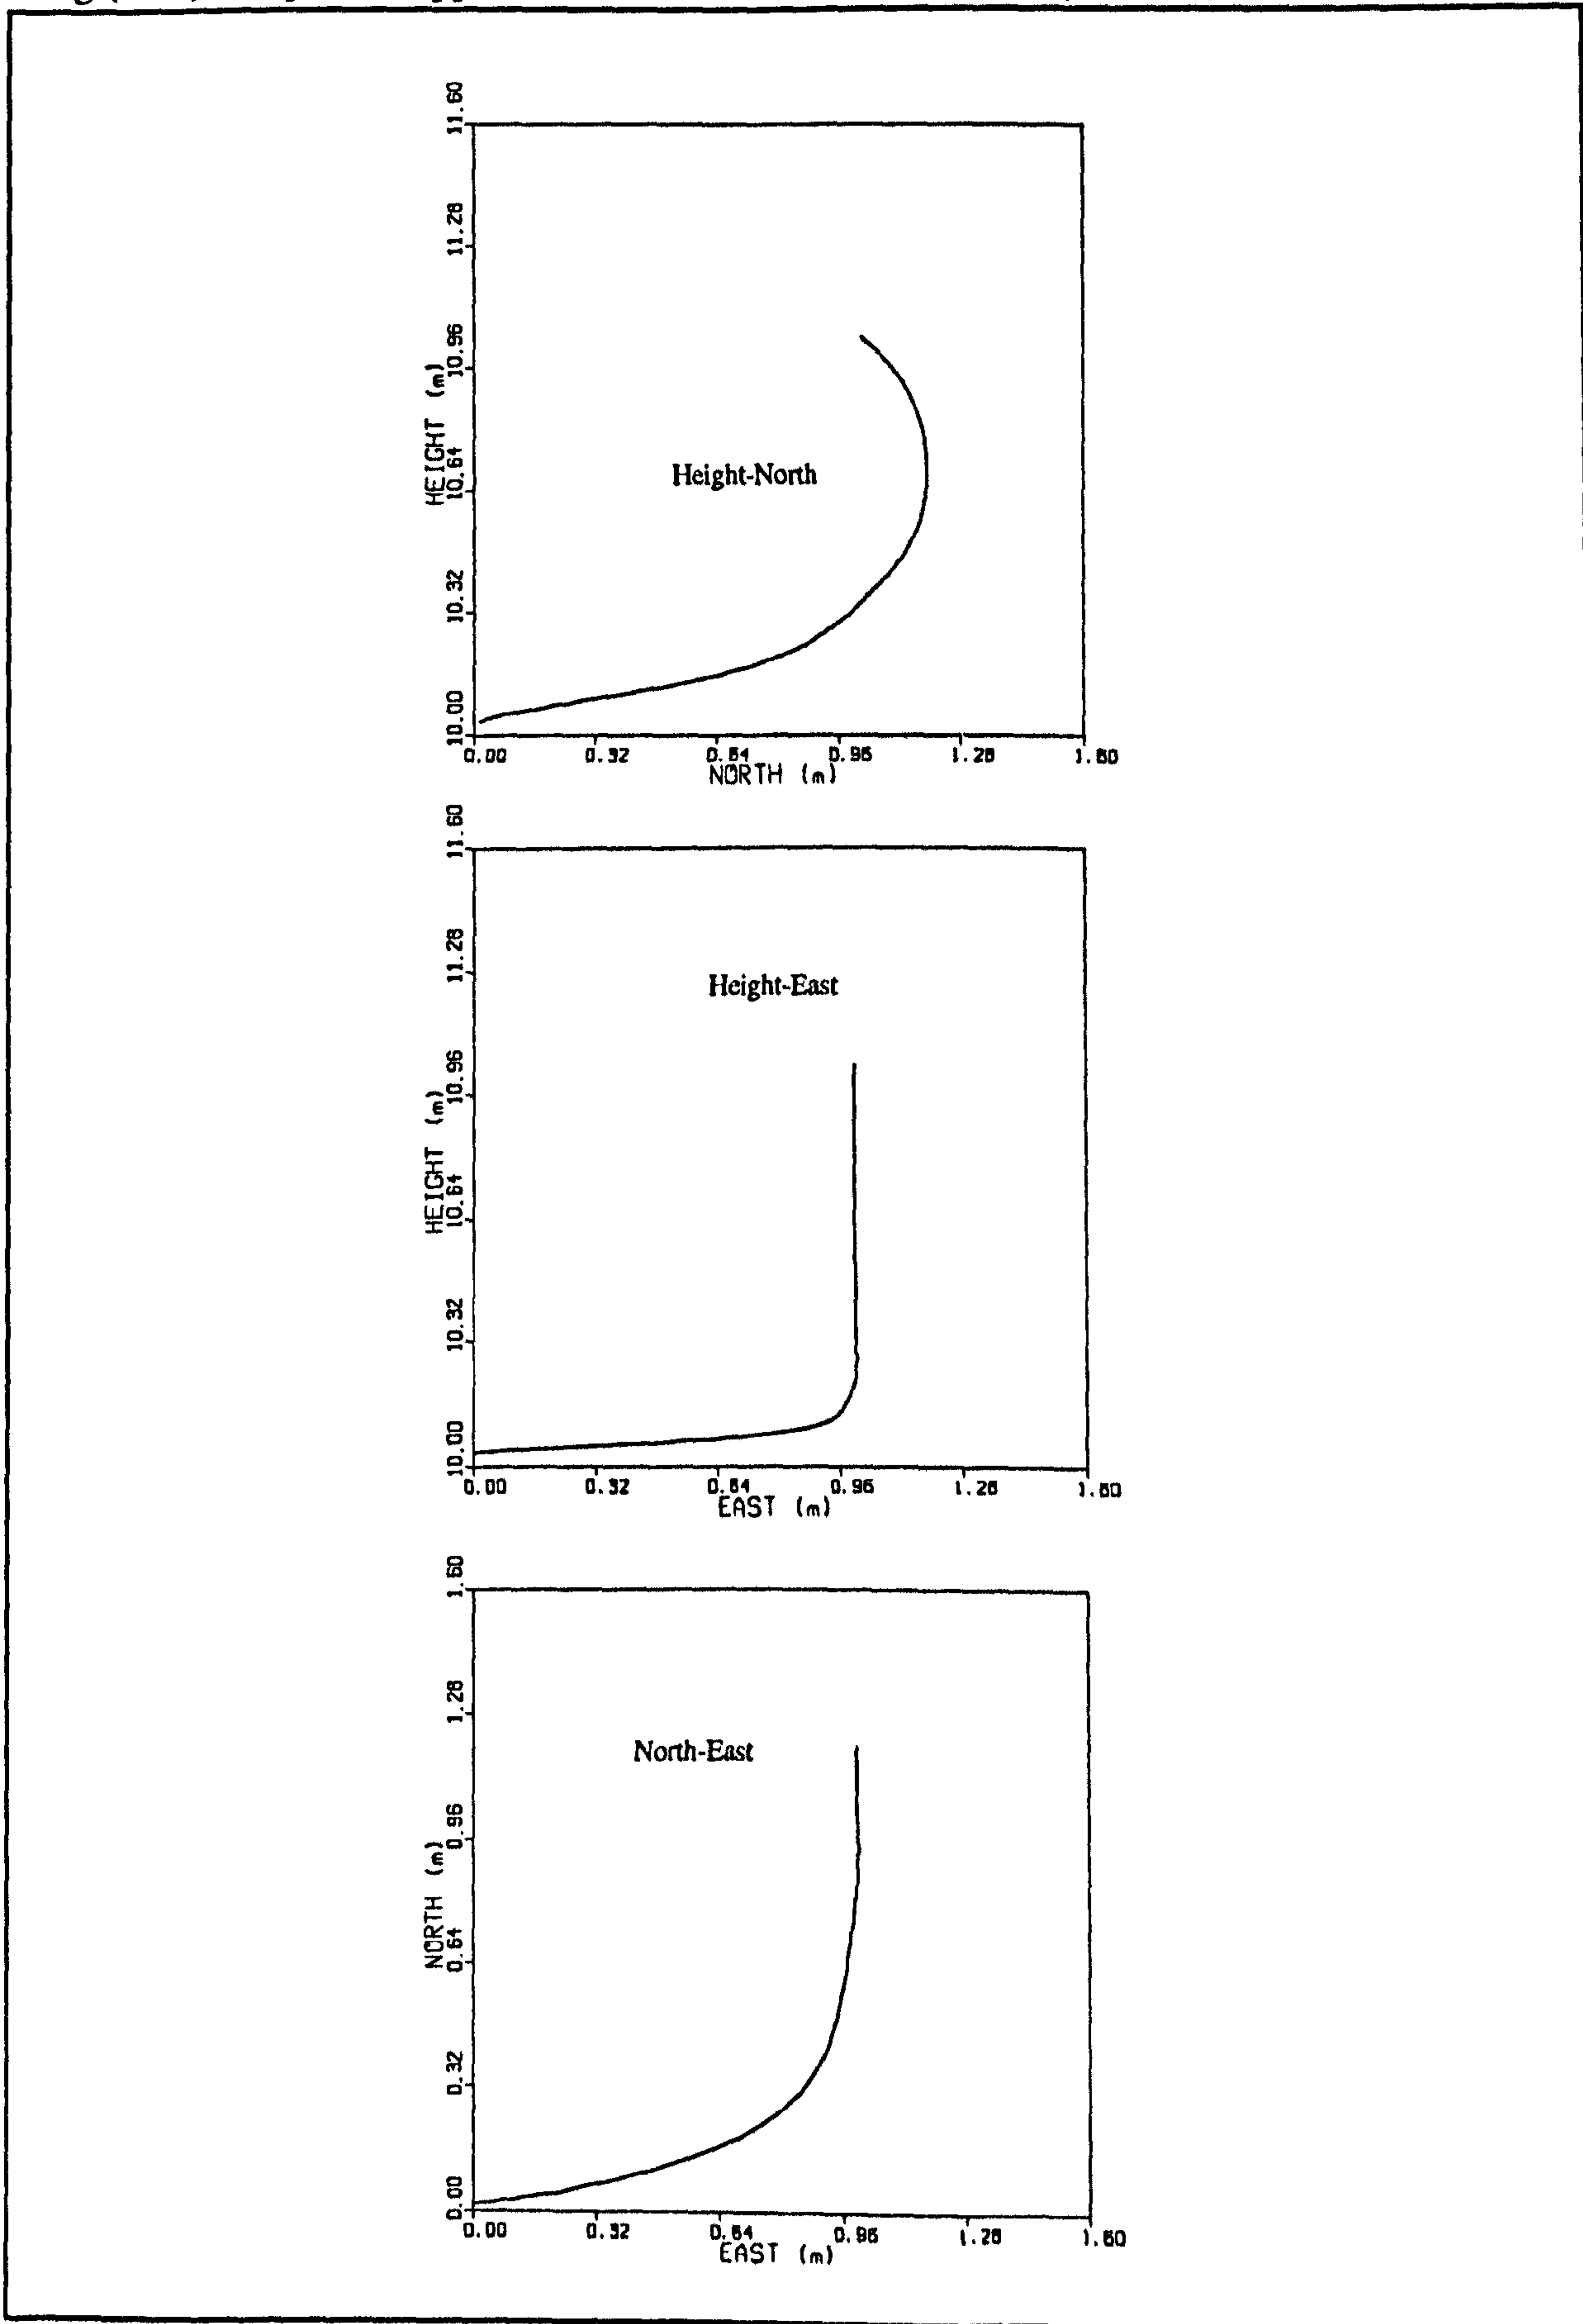 11.60
11.28
10.96
10.64
10.32
10.00
HEIGHT (m)
Height-North
0.00 0.32 0.64 0.96 1.28 1.60
NORTH (m)
11.60
11.28
10.96
10.64
10.32
10.00
HEIGHT (m)
Height-East
0.00 0.32 0.64 0.96 1.28 1.60
EAST (m)
1.60
1.28
0.96
0.64
0.32
0.00
NORTH (m)
North-East
0.00 0.32 0.64 0.96 1.28 1.60
EAST (m)